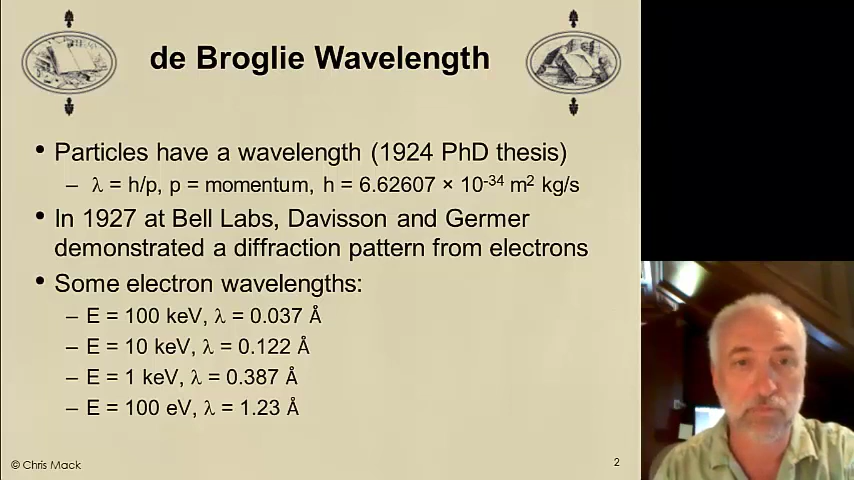 de Broglie Wavelength
• Particles have a wavelength (1924 PhD thesis)
– λ = h/p, p = momentum, h = 6.62607 × 10⁻³⁴ m² kg/s
• In 1927 at Bell Labs, Davisson and Germer
demonstrated a diffraction pattern from electrons
• Some electron wavelengths:
– E = 100 keV, λ = 0.037 Å
– E = 10 keV, λ = 0.122 Å
– E = 1 keV, λ = 0.387 Å
– E = 100 eV, λ = 1.23 Å
© Chris Mack
2